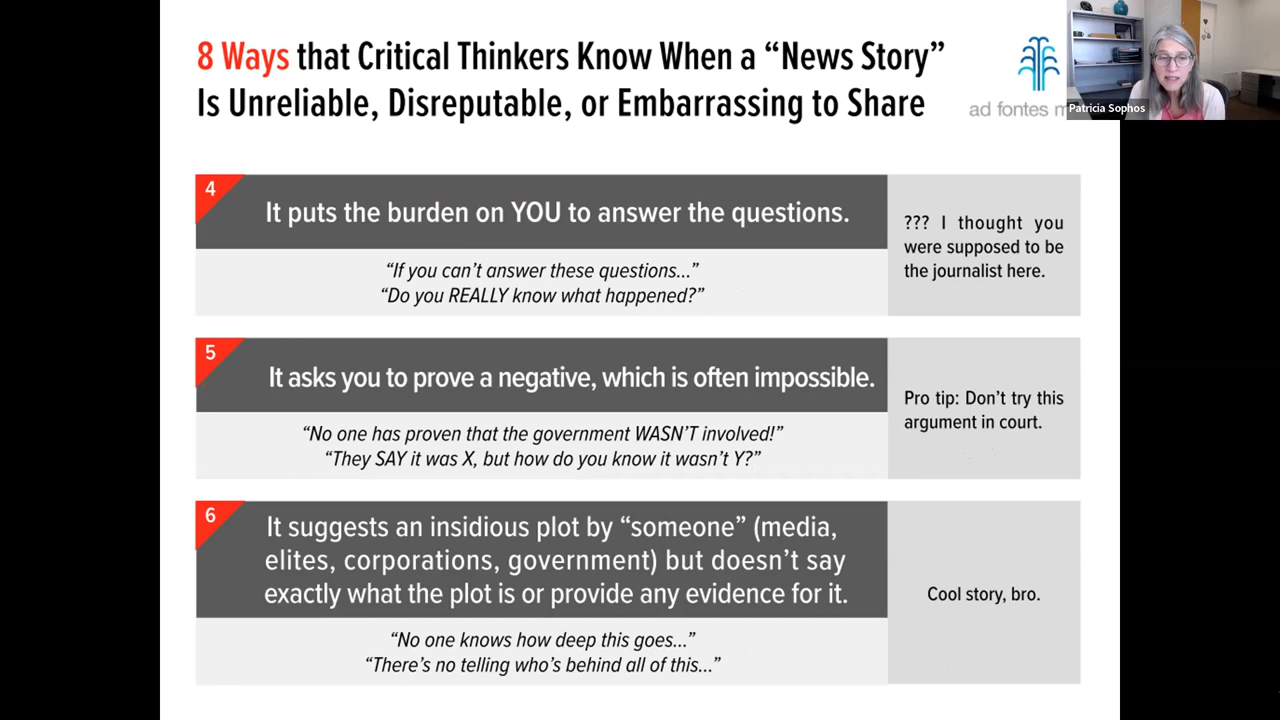 8 Ways that Critical Thinkers Know When a “News Story”
Is Unreliable, Disreputable, or Embarrassing to Share
ad fontes
Patricia Sophos
4
It puts the burden on YOU to answer the questions.
“If you can’t answer these questions...”
“Do you REALLY know what happened?”
??? I thought you
were supposed to be
the journalist here.
5
It asks you to prove a negative, which is often impossible.
“No one has proven that the government WASN’T involved!”
“They SAY it was X, but how do you know it wasn’t Y?”
Pro tip: Don’t try this
argument in court.
6
It suggests an insidious plot by “someone” (media,
elites, corporations, government) but doesn’t say
exactly what the plot is or provide any evidence for it.
“No one knows how deep this goes...”
“There’s no telling who’s behind all of this...”
Cool story, bro.